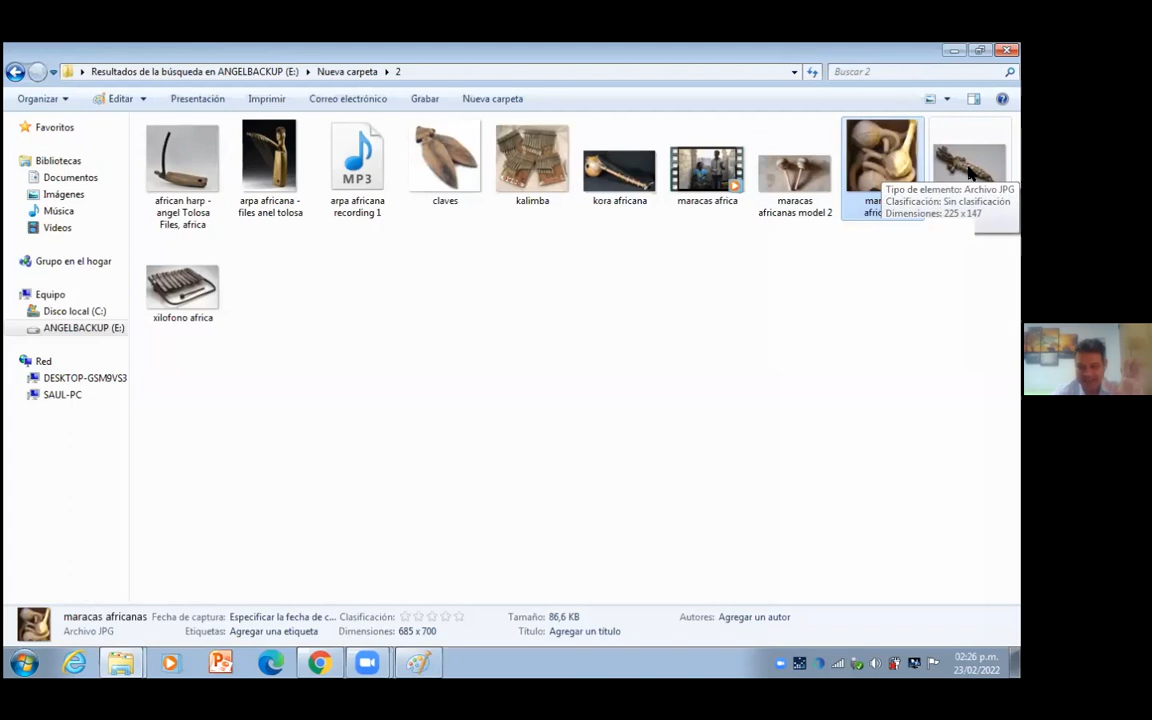 Resultados de la búsqueda en ANGELBACKUP (E:) ▸ Nueva carpeta ▸ 2
Buscar 2
Organizar Editar Presentación Imprimir Correo electrónico Grabar Nueva carpeta
Favoritos
Bibliotecas
Documentos
Imágenes
Música
Vídeos
Grupo en el hogar
Equipo
Disco local (C:)
ANGELBACKUP (E:)
Red
DESKTOP-GSM9VS3
SAUL-PC
african harp -
angel Tolosa
Files, africa
arpa africana -
files anel tolosa
MP3
arpa africana
recording 1
claves
kalimba
kora africana
maracas africa
maracas
africanas model 2
Tipo de elemento: Archivo JPG
Clasificación: Sin clasificación
Dimensiones: 225 x 147
xilofono africa
maracas africanas Fecha de captura: Especificar la fecha de c... Clasificación: Tamaño: 86,6 KB Autores: Agregar un autor
Archivo JPG Etiquetas: Agregar una etiqueta Dimensiones: 685 x 700 Título: Agregar un título
02:26 p.m.
23/02/2022